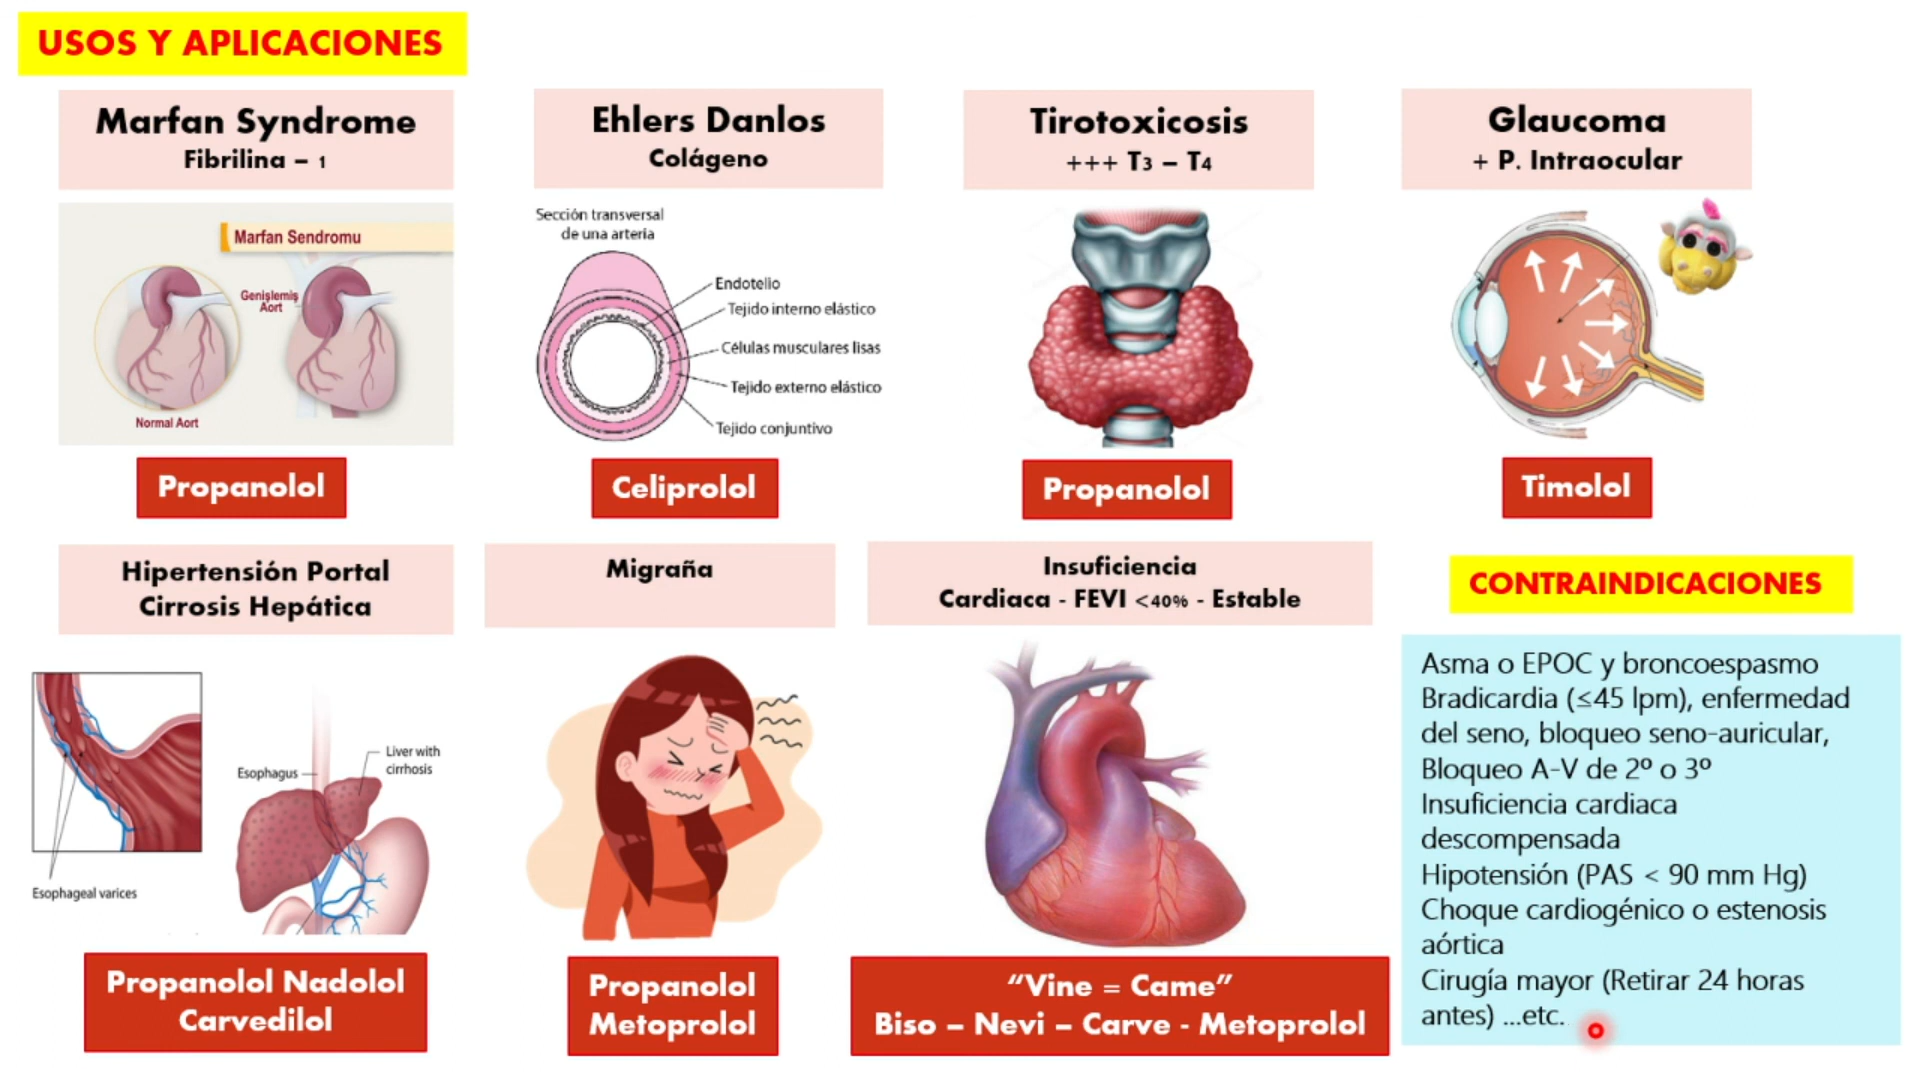 USOS Y APLICACIONES
Marfan Syndrome
Fibrilina – 1
Marfan Sendromu
Genişlemiş
Aort
Normal Aort
Propanolol
Ehlers Danlos
Colágeno
Sección transversal
de una arteria
Endotelio
Tejido interno elástico
Células musculares lisas
Tejido externo elástico
Tejido conjuntivo
Celiprolol
Tirotoxicosis
+++ T3 – T4
Propanolol
Glaucoma
+ P. Intraocular
Timolol
Hipertensión Portal
Cirrosis Hepática
Esophagus
Liver with
cirrhosis
Esophageal varices
Propanolol Nadolol
Carvedilol
Migraña
Propanolol
Metoprolol
Insuficiencia
Cardiaca - FEVI <40% - Estable
“Vine = Came”
Biso – Nevi – Carve - Metoprolol
CONTRAINDICACIONES
Asma o EPOC y broncoespasmo
Bradicardia (≤45 lpm), enfermedad
del seno, bloqueo seno-auricular,
Bloqueo A-V de 2º o 3º
Insuficiencia cardiaca
descompensada
Hipotensión (PAS < 90 mm Hg)
Choque cardiogénico o estenosis
aórtica
Cirugía mayor (Retirar 24 horas
antes) ...etc.